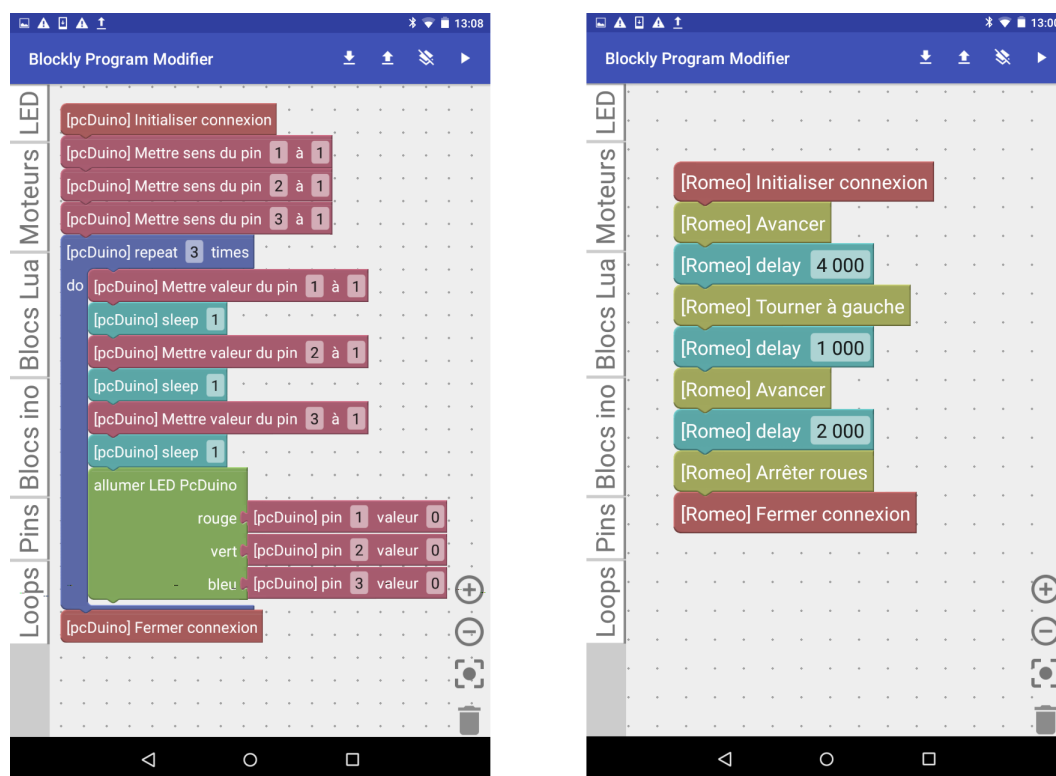 13:08
Blockly Program Modifier
LED
Moteurs
Blocs Lua
Blocs ino
Pins
Loops
[pcDuino] Initialiser connexion
[pcDuino] Mettre sens du pin 1 à 1
[pcDuino] Mettre sens du pin 2 à 1
[pcDuino] Mettre sens du pin 3 à 1
[pcDuino] repeat 3 times
do [pcDuino] Mettre valeur du pin 1 à 1
[pcDuino] sleep 1
[pcDuino] Mettre valeur du pin 2 à 1
[pcDuino] sleep 1
[pcDuino] Mettre valeur du pin 3 à 1
[pcDuino] sleep 1
allumer LED PcDuino
rouge [pcDuino] pin 1 valeur 0
vert [pcDuino] pin 2 valeur 0
bleu [pcDuino] pin 3 valeur 0
[pcDuino] Fermer connexion
13:00
Blockly Program Modifier
LED
Moteurs
Blocs Lua
Blocs ino
Pins
Loops
[Romeo] Initialiser connexion
[Romeo] Avancer
[Romeo] delay 4 000
[Romeo] Tourner à gauche
[Romeo] delay 1 000
[Romeo] Avancer
[Romeo] delay 2 000
[Romeo] Arrêter roues
[Romeo] Fermer connexion